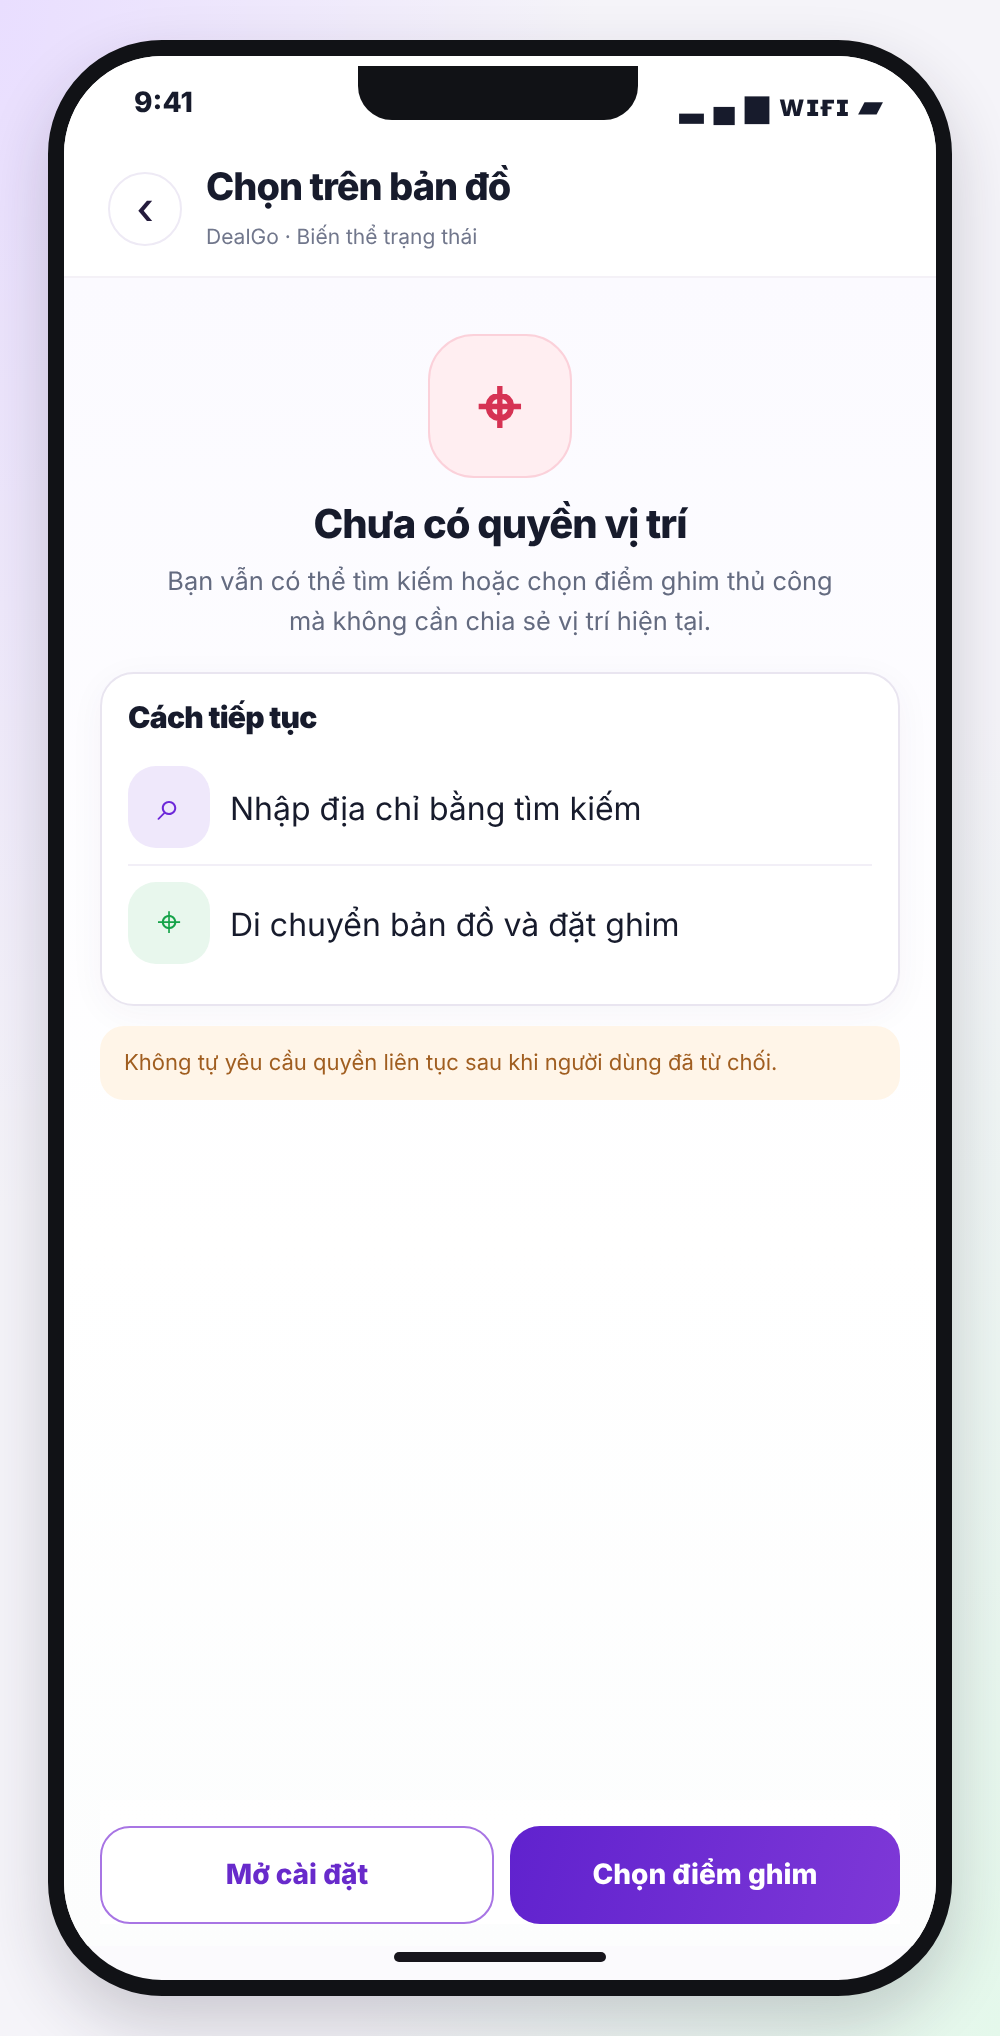 9:41
WIFI
Chọn trên bản đồ
DealGo · Biến thể trạng thái
Chưa có quyền vị trí
Bạn vẫn có thể tìm kiếm hoặc chọn điểm ghim thủ công
mà không cần chia sẻ vị trí hiện tại.
Cách tiếp tục
Nhập địa chỉ bằng tìm kiếm
Di chuyển bản đồ và đặt ghim
Không tự yêu cầu quyền liên tục sau khi người dùng đã từ chối.
Mở cài đặt
Chọn điểm ghim